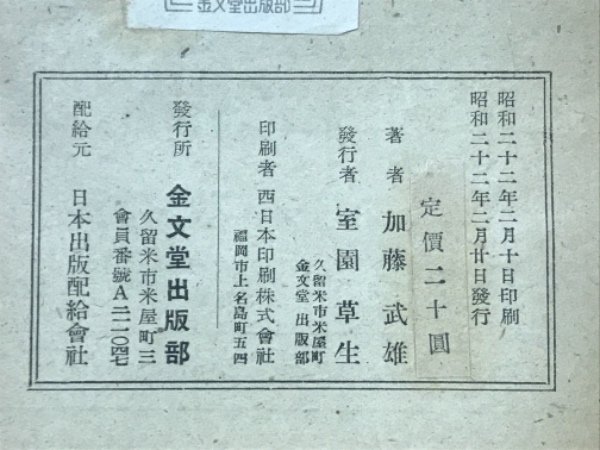 金文堂出版部
昭和二十二年二月十日印刷
昭和二十二年二月廿日發行
定價二十圓
著者 加藤武雄
發行者 室園草生
久留米市米屋町
金文堂出版部
印刷者 西日本印刷株式會社
福岡市上名島町五四
發行所 金文堂出版部
久留米市米屋町三
會員番號A二一一〇四七
配給元 日本出版配給會社